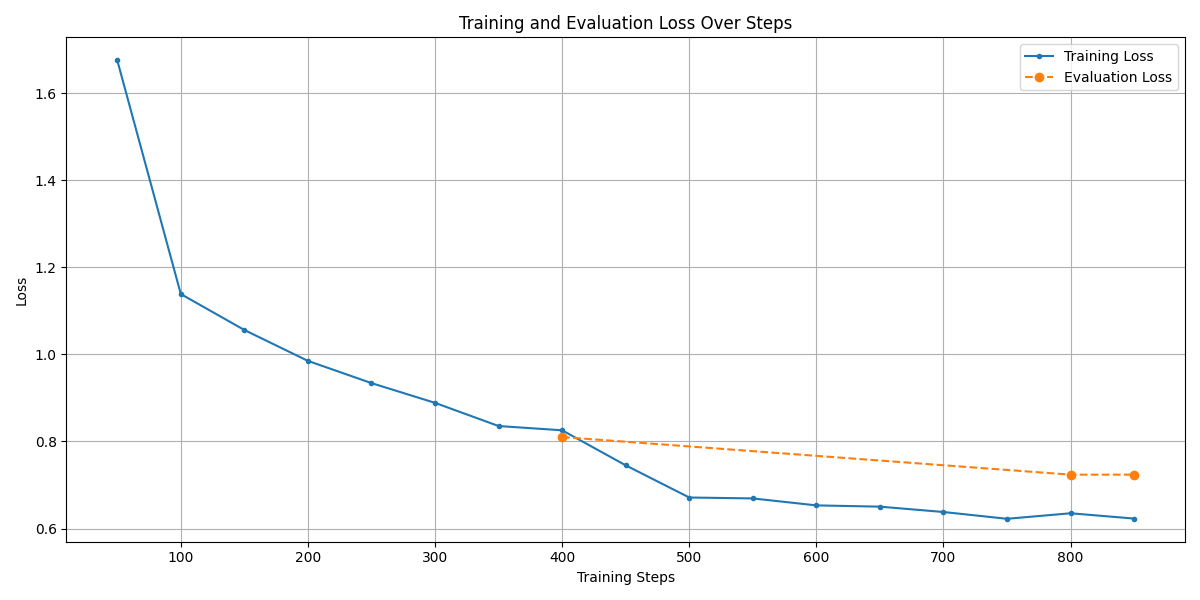 Training and Evaluation Loss Over Steps
Training Loss
Evaluation Loss
Loss
1.6
1.4
1.2
1.0
0.8
0.6
100 200 300 400 500 600 700 800
Training Steps